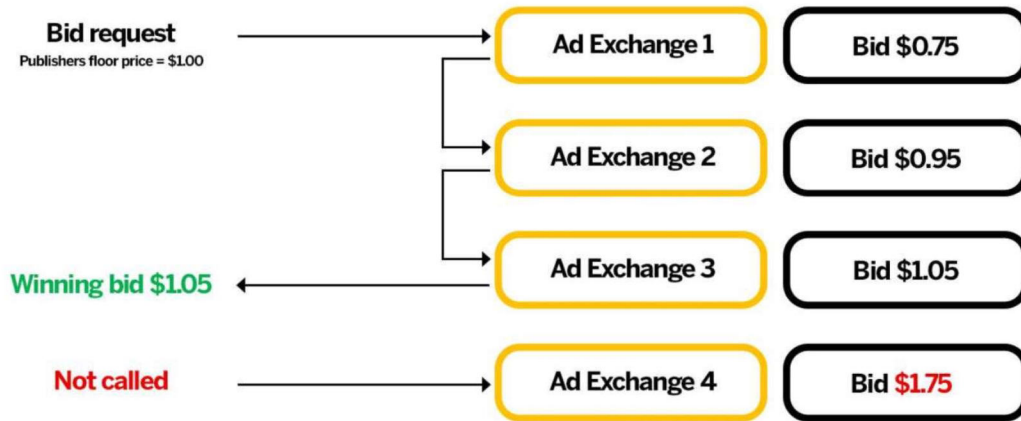 Bid request
Publishers floor price = $1.00
Ad Exchange 1
Bid $0.75
Ad Exchange 2
Bid $0.95
Winning bid $1.05
Ad Exchange 3
Bid $1.05
Not called
Ad Exchange 4
Bid $1.75